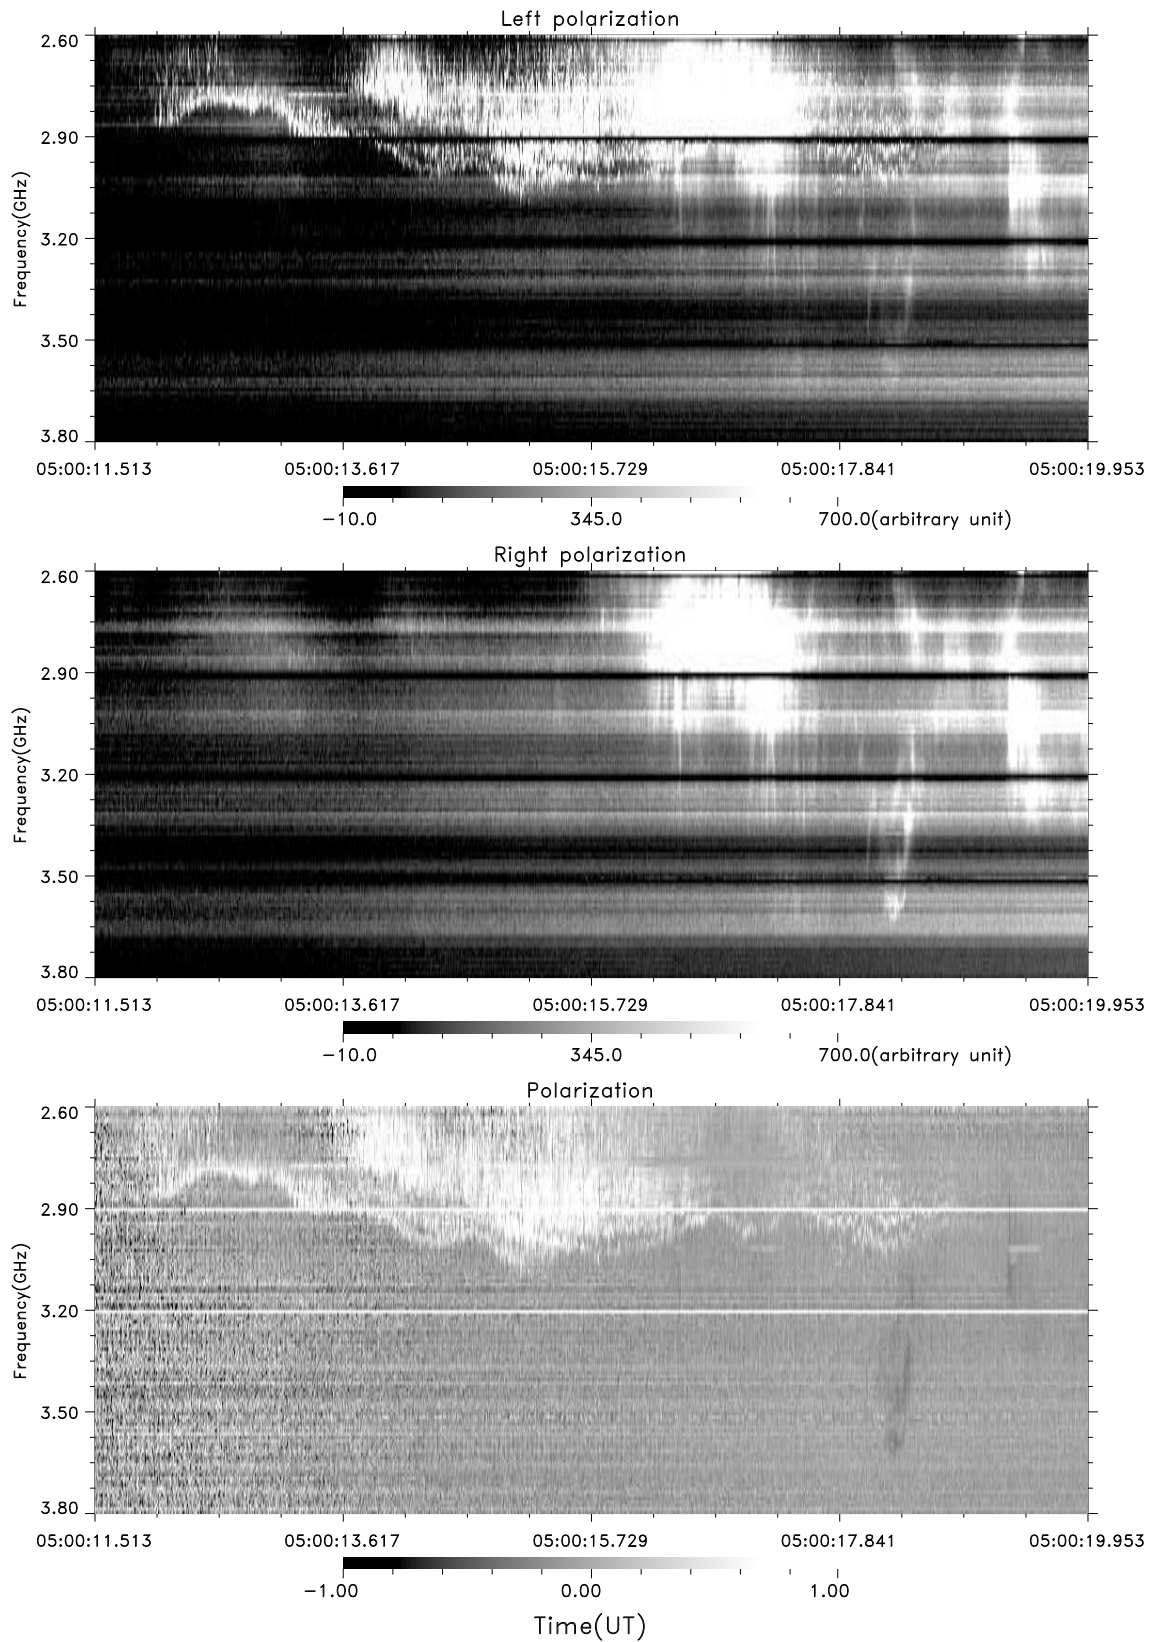 Left polarization
2.60
2.90
3.20
3.50
3.80
Frequency(GHz)
05:00:11.513 05:00:13.617 05:00:15.729 05:00:17.841 05:00:19.953
−10.0 345.0 700.0(arbitrary unit)
Right polarization
2.60
2.90
3.20
3.50
3.80
Frequency(GHz)
05:00:11.513 05:00:13.617 05:00:15.729 05:00:17.841 05:00:19.953
−10.0 345.0 700.0(arbitrary unit)
Polarization
2.60
2.90
3.20
3.50
3.80
Frequency(GHz)
05:00:11.513 05:00:13.617 05:00:15.729 05:00:17.841 05:00:19.953
−1.00 0.00 1.00
Time(UT)